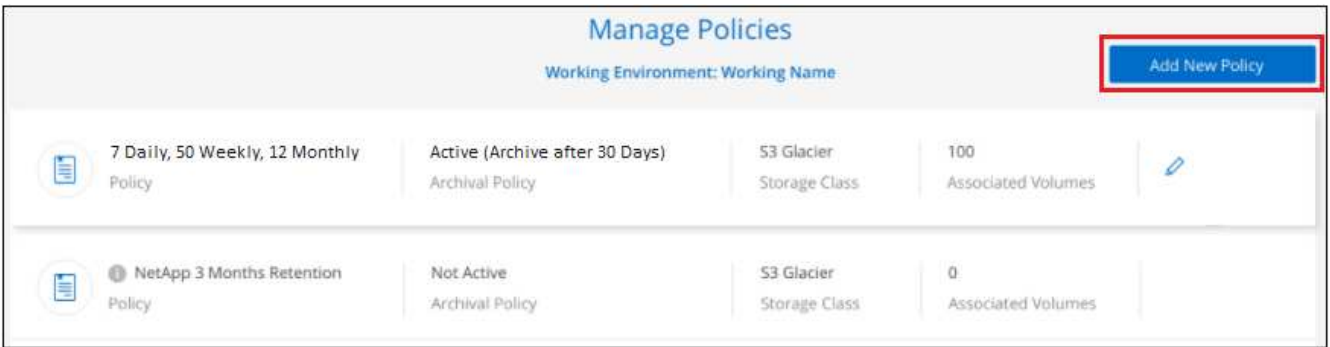 Manage Policies
Working Environment: Working Name
Add New Policy
7 Daily, 50 Weekly, 12 Monthly
Policy
Active (Archive after 30 Days)
Archival Policy
S3 Glacier
Storage Class
100
Associated Volumes
NetApp 3 Months Retention
Policy
Not Active
Archival Policy
S3 Glacier
Storage Class
0
Associated Volumes